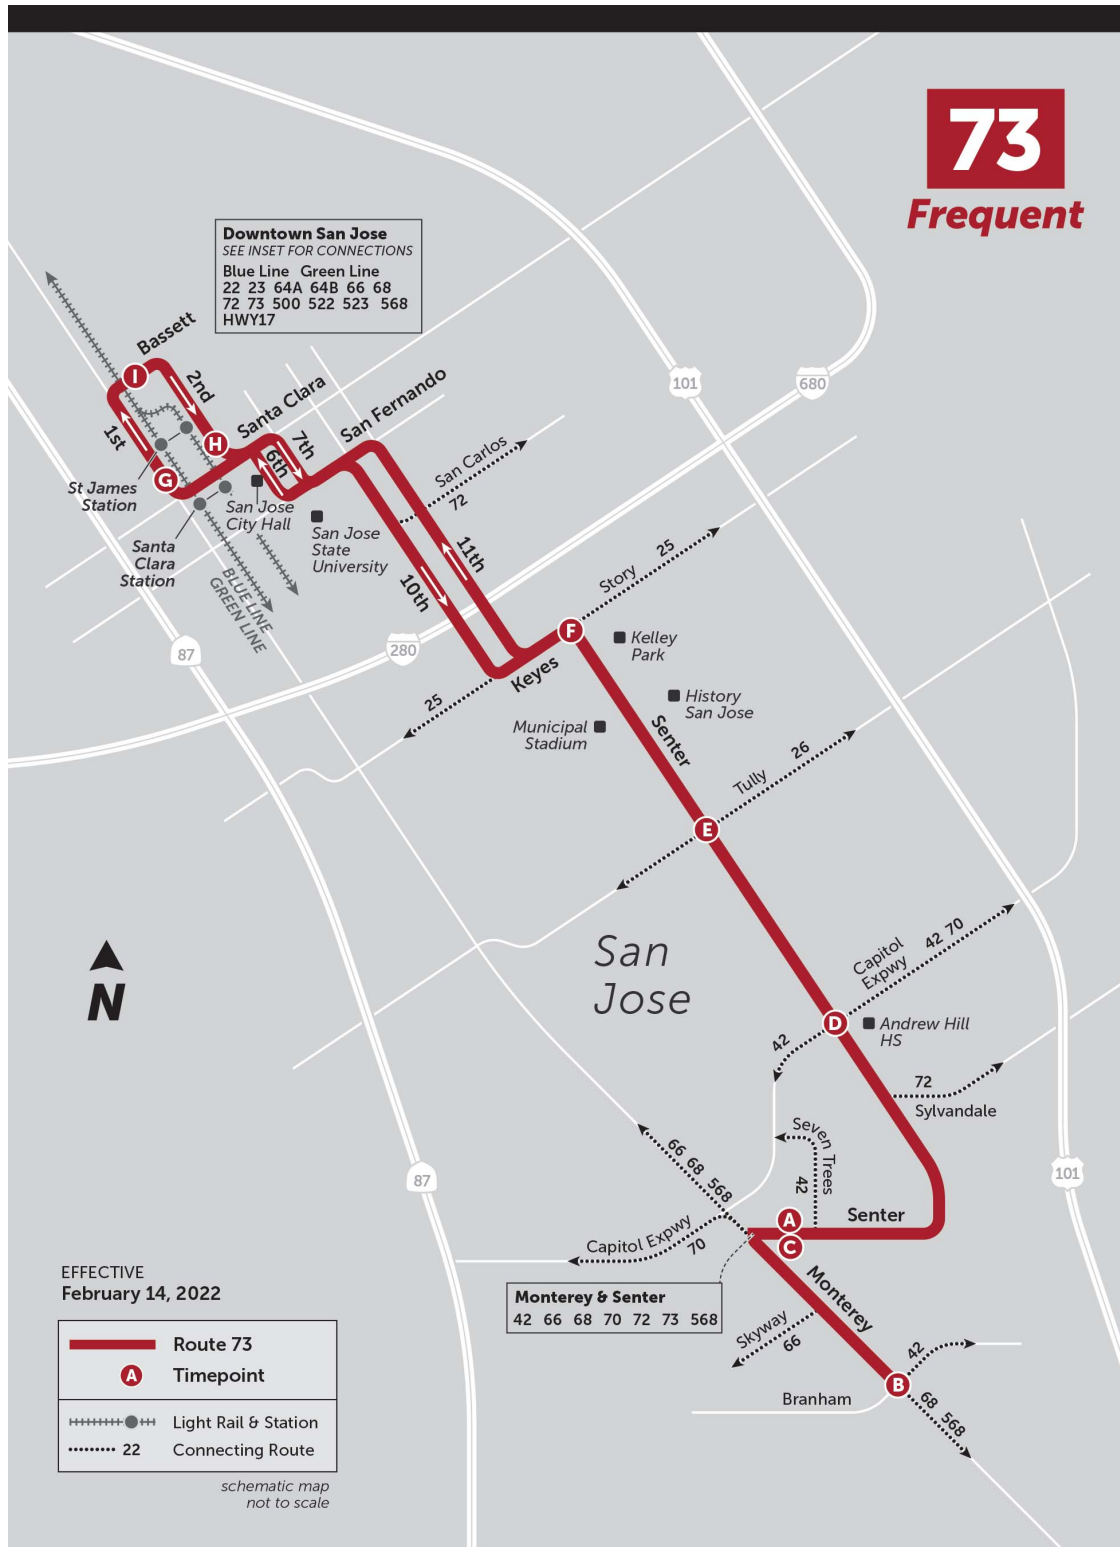 73
Frequent
Downtown San Jose
SEE INSET FOR CONNECTIONS
Blue Line Green Line
22 23 64A 64B 66 68
72 73 500 522 523 568
HWY17
Bassett
I
2nd
1st
H
G
Santa Clara
7th
6th
San Fernando
101
680
San Carlos
72
St James
Station
San Jose
City Hall
Santa
Clara
Station
San Jose
State
University
BLUE LINE
GREEN LINE
10th
11th
87
280
Story
25
F
Kelley
Park
Keyes
25
History
San Jose
Municipal
Stadium
Senter
Tully
26
E
San
Jose
N
Capitol
Expwy
42 70
D
Andrew Hill
HS
42
72
Sylvandale
Seven
Trees
42
66 68 568
87
101
A
C
Senter
Capitol Expwy
70
Monterey
Monterey & Senter
42 66 68 70 72 73 568
Skyway
66
42
B
Branham
68 568
EFFECTIVE
February 14, 2022
Route 73
A Timepoint
Light Rail & Station
22 Connecting Route
schematic map
not to scale